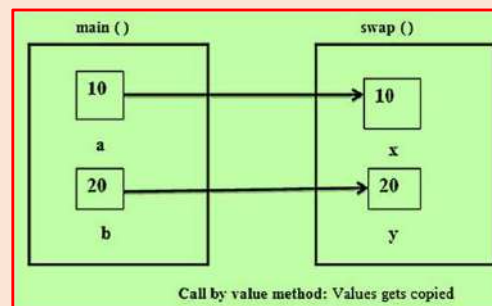 main ( ) swap ( )
10 10
a x
20 20
b y
Call by value method: Values gets copied